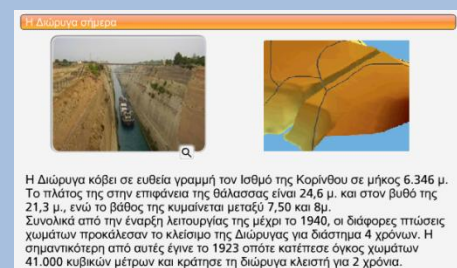 Η Διώρυγα σήμερα
Η Διώρυγα κόβει σε ευθεία γραμμή τον Ισθμό της Κορίνθου σε μήκος 6.346 μ.
Το πλάτος της στην επιφάνεια της θάλασσας είναι 24,6 μ. και στον βυθό της
21,3 μ., ενώ το βάθος της κυμαίνεται μεταξύ 7,50 και 8μ.
Συνολικά από την έναρξη λειτουργίας της μέχρι το 1940, οι διάφορες πτώσεις
χωμάτων προκάλεσαν το κλείσιμο της Διώρυγας για διάστημα 4 χρόνων. Η
σημαντικότερη από αυτές έγινε το 1923 οπότε κατέπεσε όγκος χωμάτων
41.000 κυβικών μέτρων και κράτησε τη διώρυγα κλειστή για 2 χρόνια.